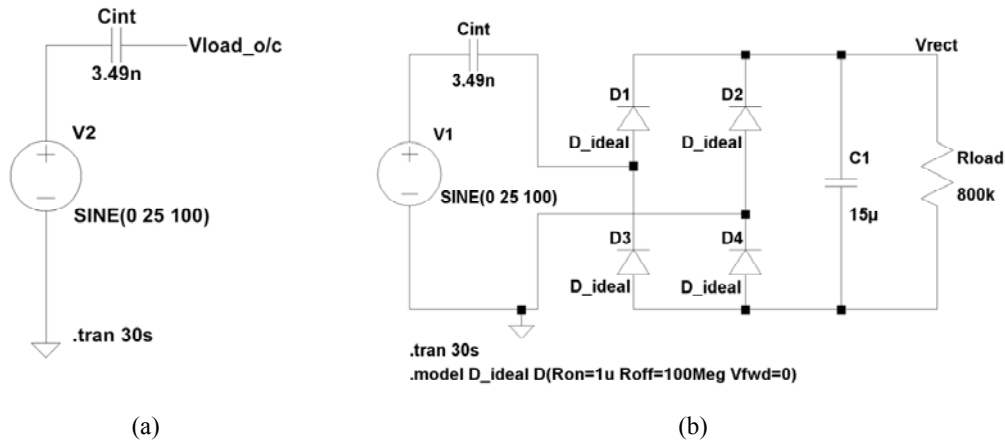 Cint
3.49n
Vload_o/c
V2
SINE(0 25 100)
.tran 30s
(a)
Cint
3.49n
Vrect
D1
D_ideal
D2
D_ideal
V1
SINE(0 25 100)
C1
15µ
Rload
800k
D3
D_ideal
D4
D_ideal
.tran 30s
.model D_ideal D(Ron=1u Roff=100Meg Vfwd=0)
(b)